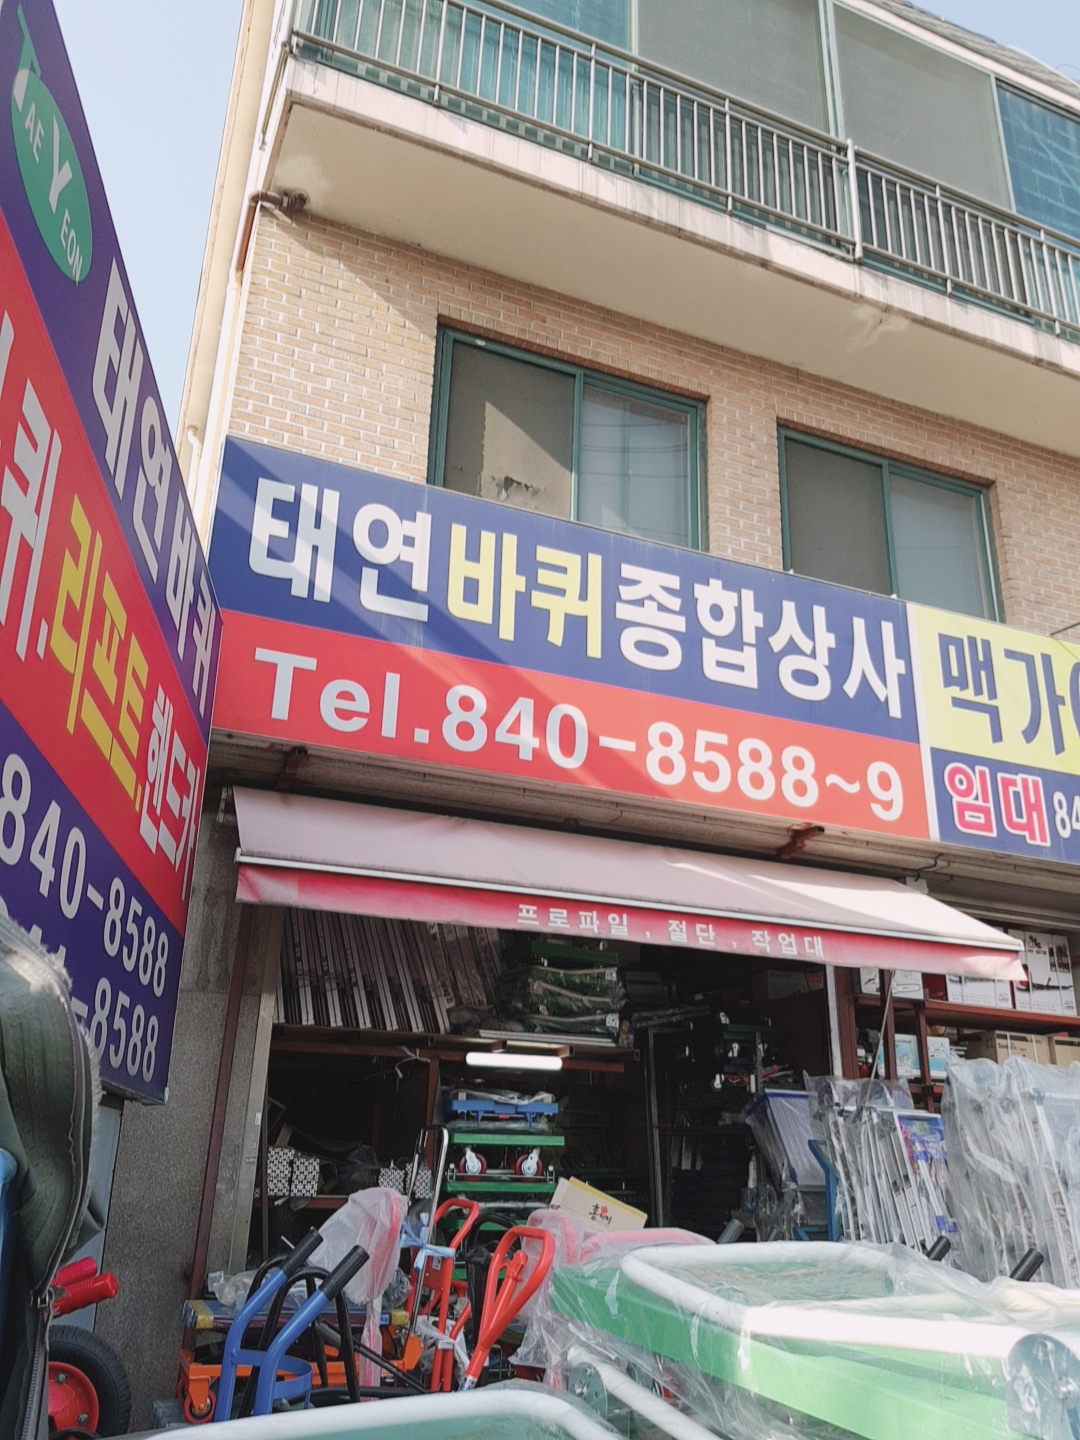 TAE
YEON
태연바퀴
퀴,리프트,핸드카
840-8588
-8588
태연바퀴종합상사
Tel.840-8588~9
맥가
임대 84
프로파일 , 절단 , 작업대